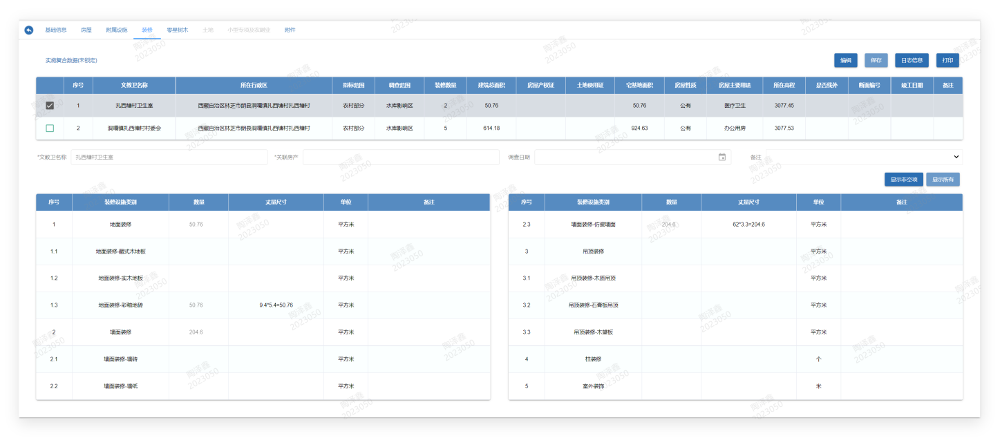 基础信息 房屋 附属设施 装修 零星树木 土地 小型专项及农副业 附件
实施复合数据(未锁定) 编辑 保存 日志信息 打印
序号 文教卫名称 所在行政区 指标范围 调查范围 装修数量 建筑总面积 房屋产权证 土地使用证 宅基地面积 房屋性质 房屋主要用途 所在高程 是否线外 断面编号 竣工日期 备注
1 扎西塘村卫生室 西藏自治区林芝市朗县洞嘎镇扎西塘村扎西塘村 农村部分 水库影响区 2 50.76 50.76 公有 医疗卫生 3077.45
2 洞嘎镇扎西塘村村委会 西藏自治区林芝市朗县洞嘎镇扎西塘村扎西塘村 农村部分 水库影响区 5 614.18 924.63 公有 办公用房 3077.53
*文教卫名称 扎西塘村卫生室 *关联房产 调查日期 备注
显示非空项 显示所有
序号 装修设施类别 数量 丈量尺寸 单位 备注
1 地面装修 50.76 平方米
1.1 地面装修-藏式木地板 平方米
1.2 地面装修-实木地板 平方米
1.3 地面装修-彩釉地砖 50.76 9.4*5.4=50.76 平方米
2 墙面装修 204.6 平方米
2.1 墙面装修-墙砖 平方米
2.2 墙面装修-墙纸 平方米
序号 装修设施类别 数量 丈量尺寸 单位 备注
2.3 墙面装修-仿瓷墙面 204.6 62*3.3=204.6 平方米
3 吊顶装修 平方米
3.1 吊顶装修-木质吊顶 平方米
3.2 吊顶装修-石膏板吊顶 平方米
3.3 吊顶装修-木望板 平方米
4 柱装修 个
5 室外装饰 米
陶泽鑫
2023050